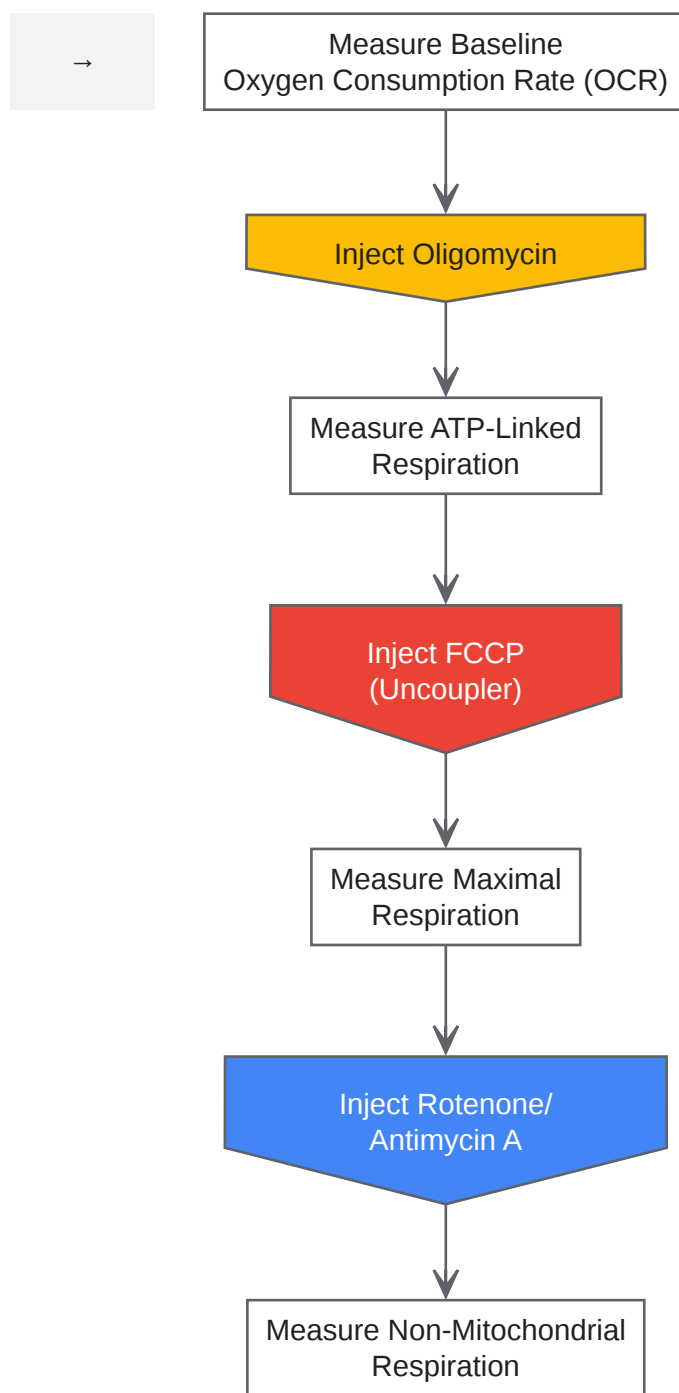 →
Measure Baseline
Oxygen Consumption Rate (OCR)
Inject Oligomycin
Measure ATP-Linked
Respiration
Inject FCCP
(Uncoupler)
Measure Maximal
Respiration
Inject Rotenone/
Antimycin A
Measure Non-Mitochondrial
Respiration